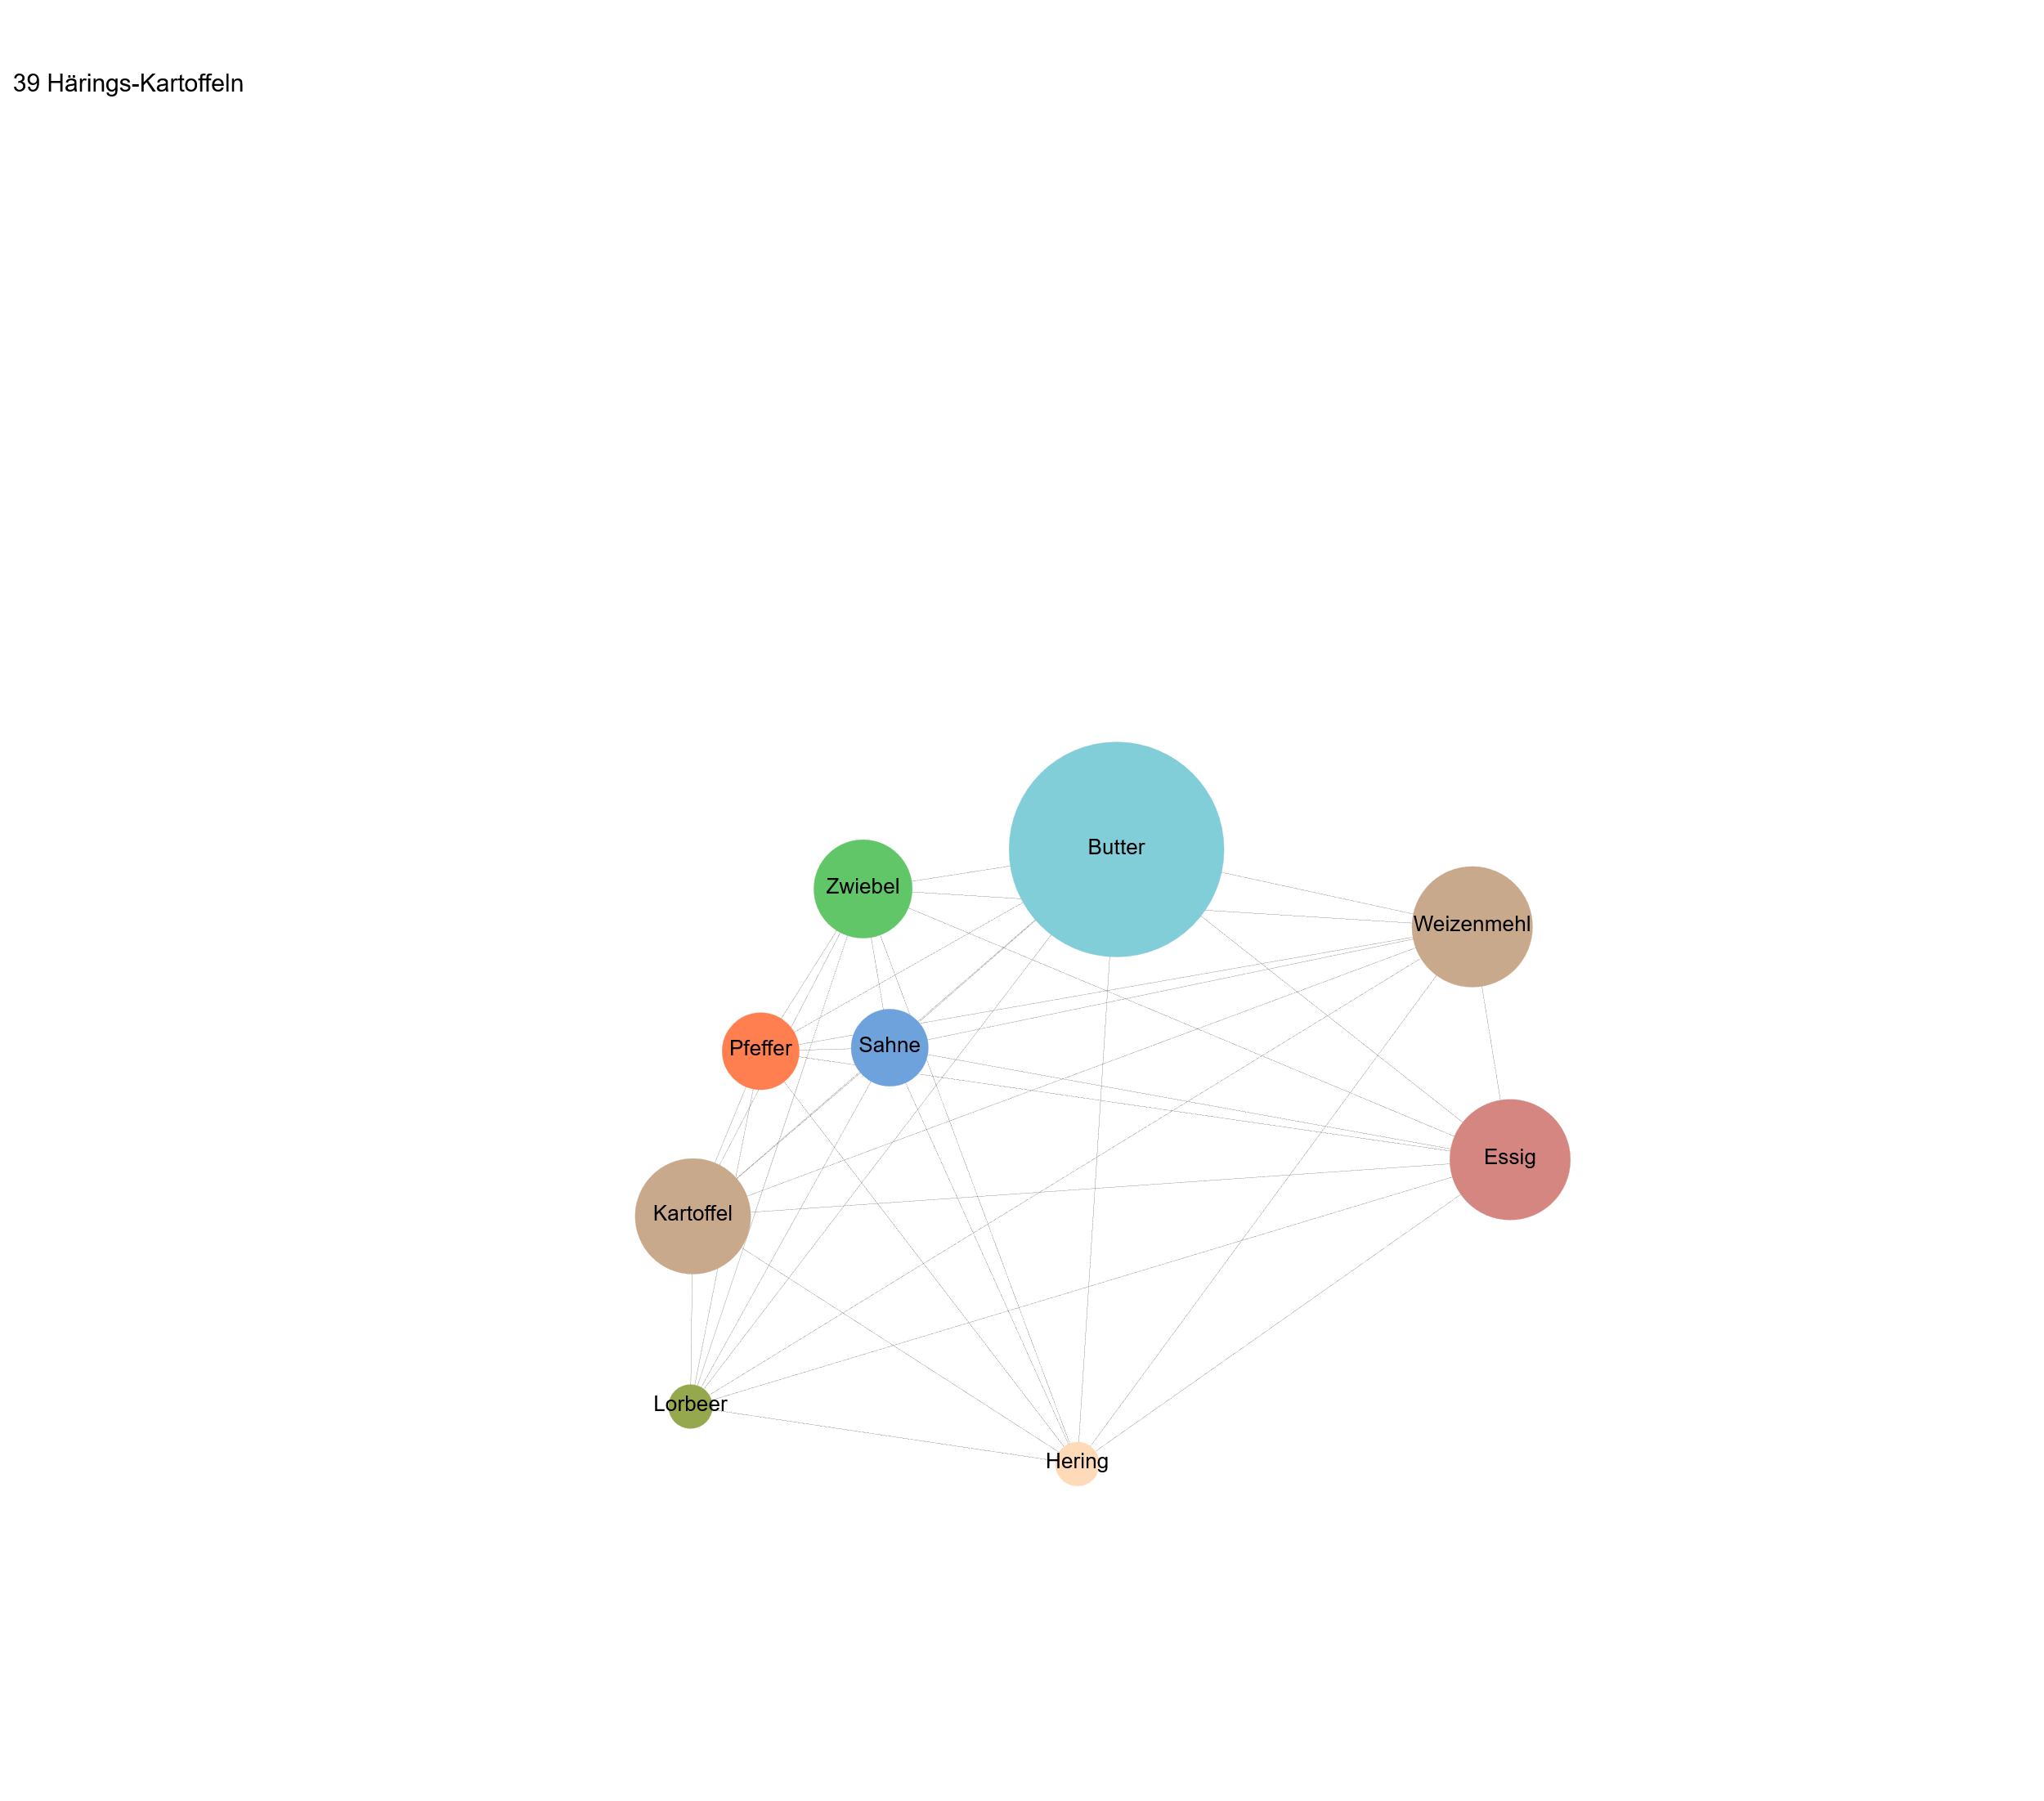 39 Härings-Kartoffeln
Butter
Zwiebel
Weizenmehl
Pfeffer
Sahne
Essig
Kartoffel
Lorbeer
Hering